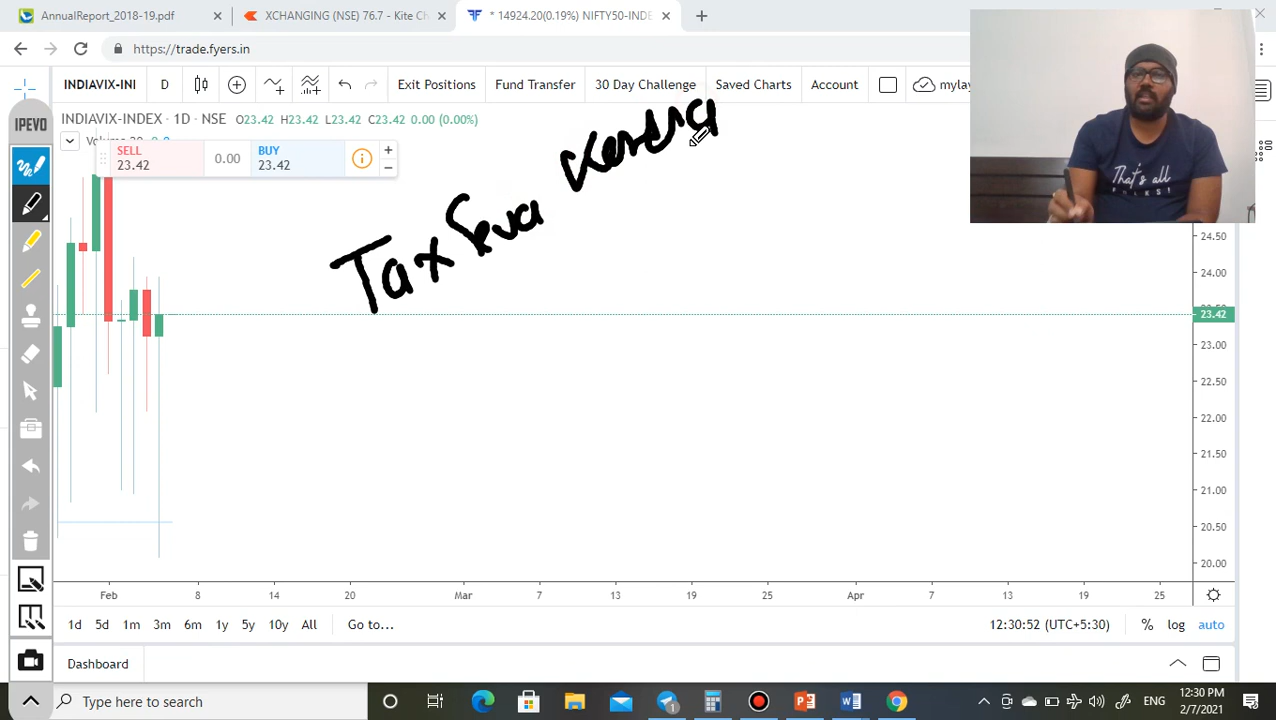 AnnualReport_2018-19.pdf
XCHANGING (NSE) 76.7 - Kite Ch
* 14924.20(0.19%) NIFTY50-INDE
https://trade.fyers.in
INDIAVIX-INI
D
Exit Positions
Fund Transfer
30 Day Challenge
Saved Charts
Account
mylay
IPEVO
INDIAVIX-INDEX · 1D · NSE O23.42 H23.42 L23.42 C23.42 0.00 (0.00%)
SELL
23.42
0.00
BUY
23.42
Tax Seva Kendra
That's all
FOLKS!
24.50
24.00
23.42
23.00
22.50
22.00
21.50
21.00
20.50
20.00
Feb 8 14 20 Mar 7 13 19 25 Apr 7 13 19 25
1d 5d 1m 3m 6m 1y 5y 10y All Go to...
12:30:52 (UTC+5:30) % log auto
Dashboard
Type here to search
ENG
12:30 PM
2/7/2021